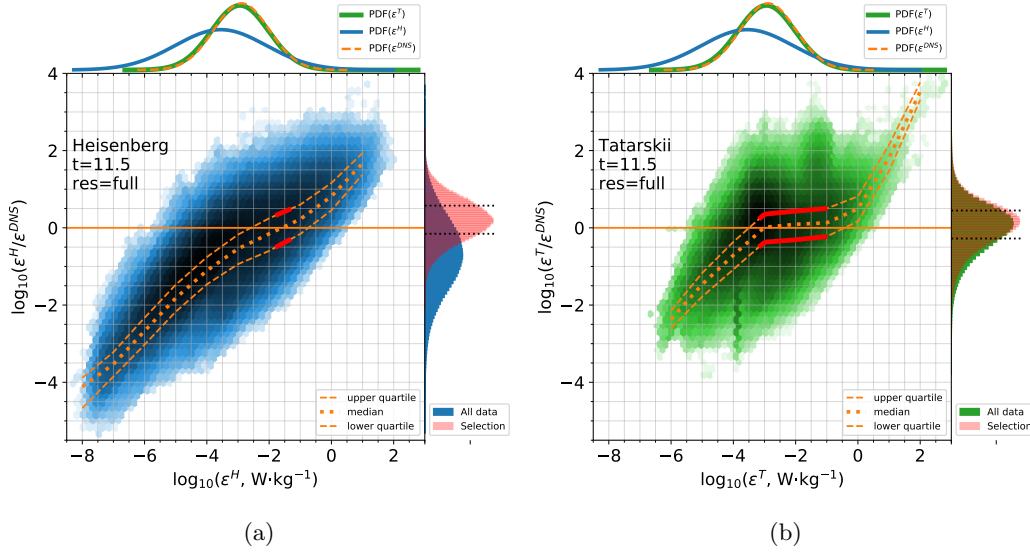 PDF(ε^T)
PDF(ε^H)
PDF(ε^DNS)
4
2
0
−2
−4
log₁₀(ε^H/ε^DNS)
Heisenberg
t=11.5
res=full
upper quartile
median
lower quartile
All data
Selection
−8
−6
−4
−2
0
2
log₁₀(ε^H, W·kg⁻¹)
(a)
PDF(ε^T)
PDF(ε^H)
PDF(ε^DNS)
4
2
0
−2
−4
log₁₀(ε^T/ε^DNS)
Tatarskii
t=11.5
res=full
upper quartile
median
lower quartile
All data
Selection
−8
−6
−4
−2
0
2
log₁₀(ε^T, W·kg⁻¹)
(b)